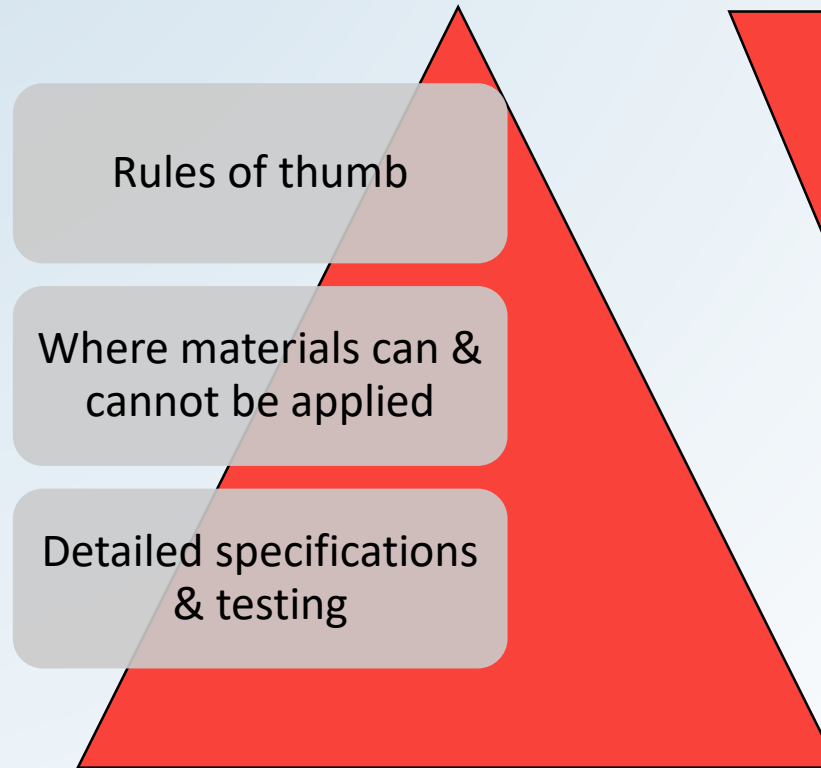 Rules of thumb
Where materials can &
cannot be applied
Detailed specifications
& testing